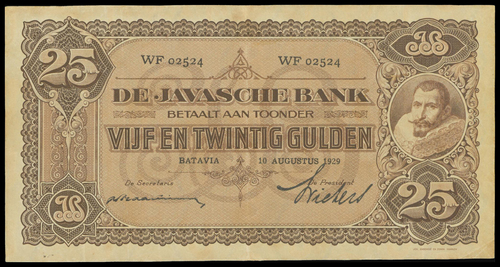 25
WF 02524 WF 02524
DE JAVASCHE BANK
BETAALT AAN TOONDER
VIJF EN TWINTIG GULDEN
BATAVIA 10 AUGUSTUS 1929
De Secretaris De President
25